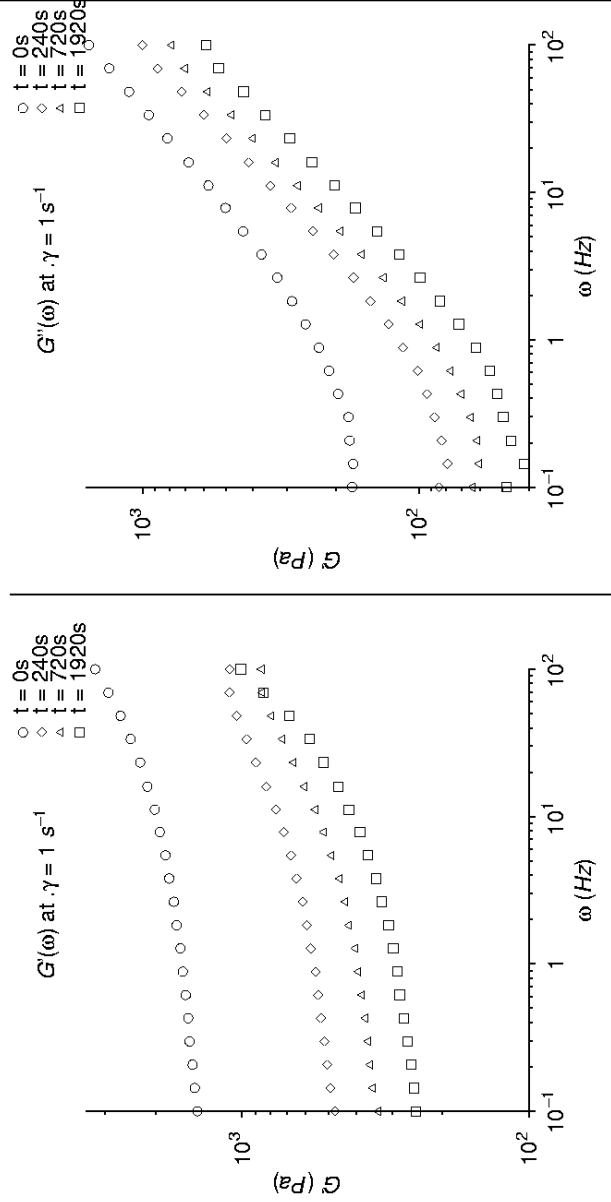 G'(ω) at .γ = 1 s⁻¹
t = 0s
t = 240s
t = 720s
t = 1920s
10³
10²
G' (Pa)
10⁻¹
1
10¹
10²
ω (Hz)
G''(ω) at .γ = 1 s⁻¹
t = 0s
t = 240s
t = 720s
t = 1920s
10³
10²
G' (Pa)
10⁻¹
1
10¹
10²
ω (Hz)